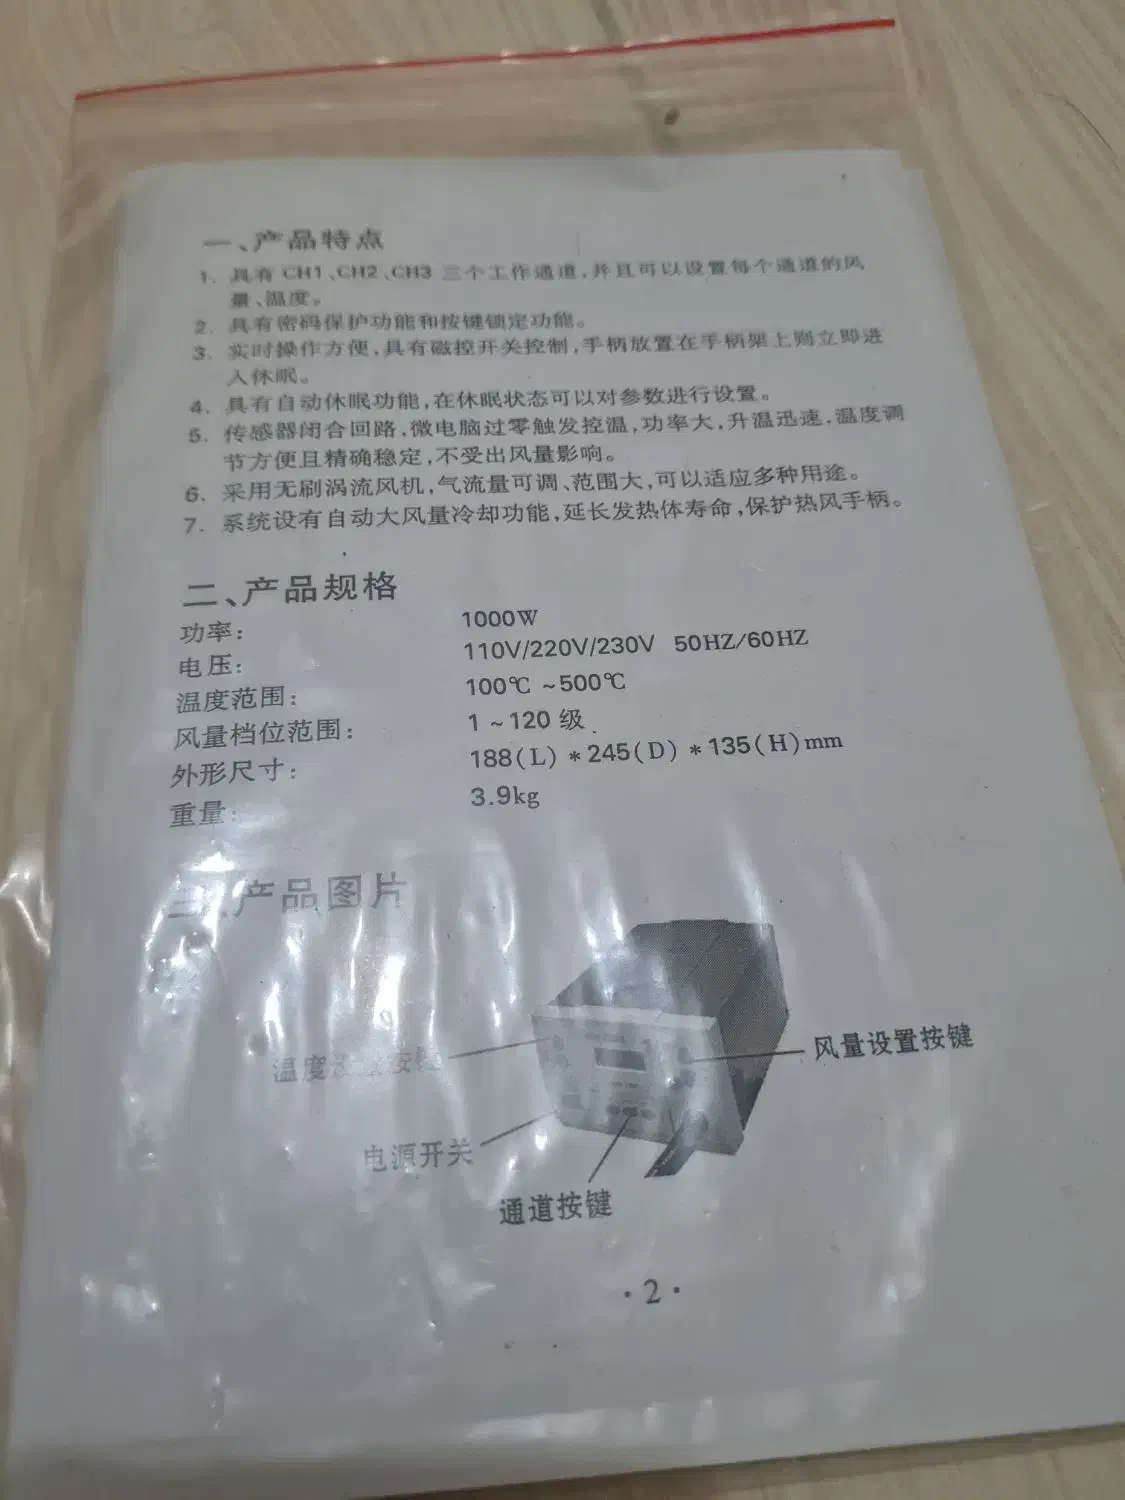 一、产品特点
1. 具有 CH1、CH2、CH3 三个工作通道,并且可以设置每个通道的风
量、温度。
2. 具有密码保护功能和按键锁定功能。
3. 实时操作方便,具有磁控开关控制,手柄放置在手柄架上则立即进
入休眠。
4. 具有自动休眠功能,在休眠状态可以对参数进行设置。
5. 传感器闭合回路,微电脑过零触发控温,功率大,升温迅速,温度调
节方便且精确稳定,不受出风量影响。
6. 采用无刷涡流风机,气流量可调、范围大,可以适应多种用途。
7. 系统设有自动大风量冷却功能,延长发热体寿命,保护热风手柄。
二、产品规格
功率: 1000W
电压: 110V/220V/230V 50HZ/60HZ
温度范围: 100℃ ~500℃
风量档位范围: 1 ~ 120 级
外形尺寸: 188(L) * 245(D) * 135(H)mm
重量: 3.9kg
三、产品图片
风量设置按键
温度设置按键
电源开关
通道按键
·2·